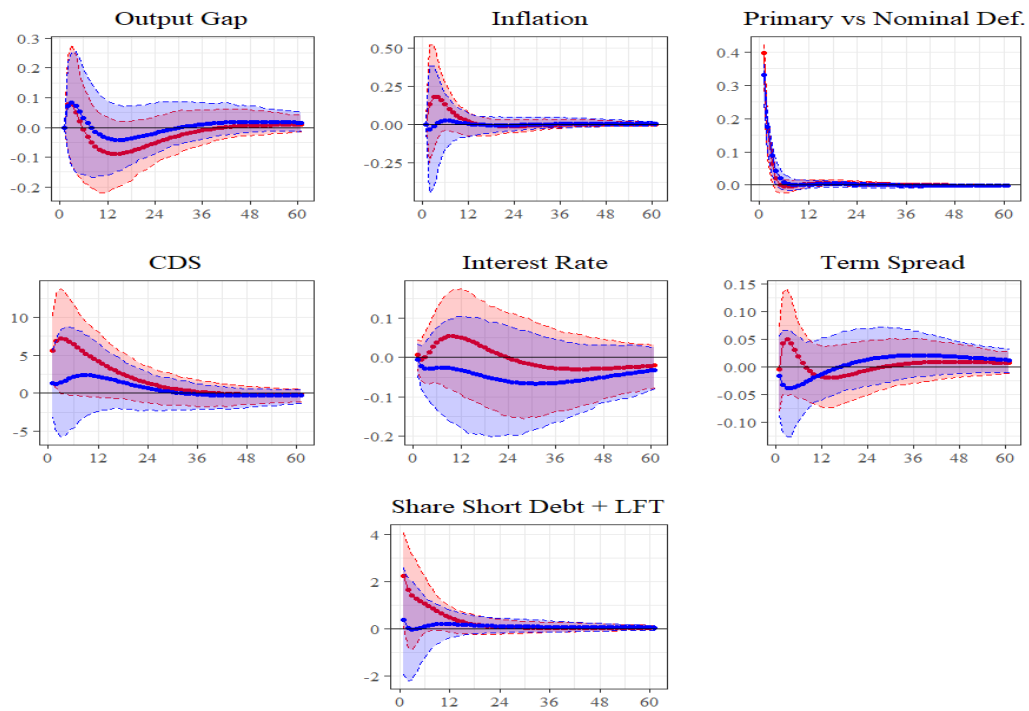 Output Gap
0.3
0.2
0.1
0.0
-0.1
-0.2
0 12 24 36 48 60
Inflation
0.50
0.25
0.00
-0.25
0 12 24 36 48 60
Primary vs Nominal Def.
0.4
0.3
0.2
0.1
0.0
0 12 24 36 48 60
CDS
10
5
0
-5
0 12 24 36 48 60
Interest Rate
0.1
0.0
-0.1
-0.2
0 12 24 36 48 60
Term Spread
0.15
0.10
0.05
0.00
-0.05
-0.10
0 12 24 36 48 60
Share Short Debt + LFT
4
2
0
-2
0 12 24 36 48 60